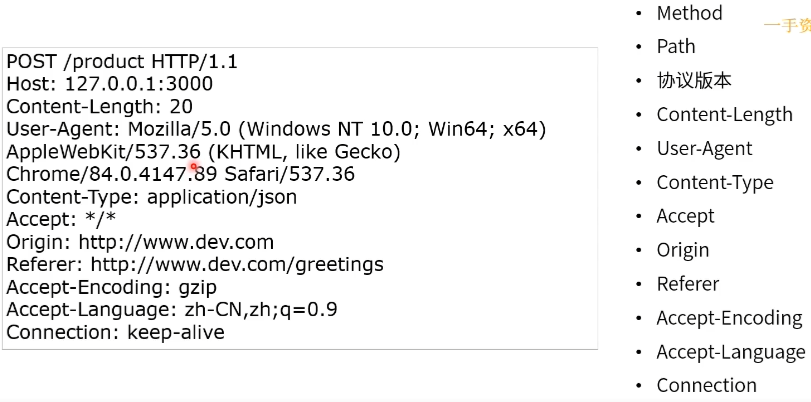 POST /product HTTP/1.1
Host: 127.0.0.1:3000
Content-Length: 20
User-Agent: Mozilla/5.0 (Windows NT 10.0; Win64; x64)
AppleWebKit/537.36 (KHTML, like Gecko)
Chrome/84.0.4147.89 Safari/537.36
Content-Type: application/json
Accept: */*
Origin: http://www.dev.com
Referer: http://www.dev.com/greetings
Accept-Encoding: gzip
Accept-Language: zh-CN,zh;q=0.9
Connection: keep-alive
• Method
• Path
• 协议版本
• Content-Length
• User-Agent
• Content-Type
• Accept
• Origin
• Referer
• Accept-Encoding
• Accept-Language
• Connection
一手资